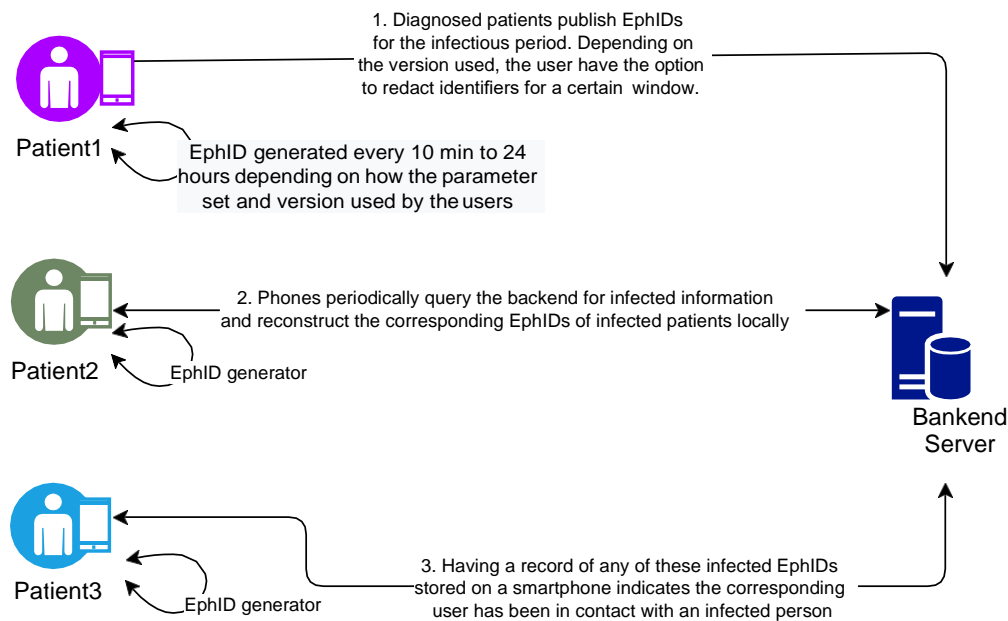 1. Diagnosed patients publish EphIDs
for the infectious period. Depending on
the version used, the user have the option
to redact identifiers for a certain window.
Patient1
EphID generated every 10 min to 24
hours depending on how the parameter
set and version used by the users
2. Phones periodically query the backend for infected information
and reconstruct the corresponding EphIDs of infected patients locally
Patient2
EphID generator
Bankend
Server
3. Having a record of any of these infected EphIDs
stored on a smartphone indicates the corresponding
user has been in contact with an infected person
Patient3
EphID generator